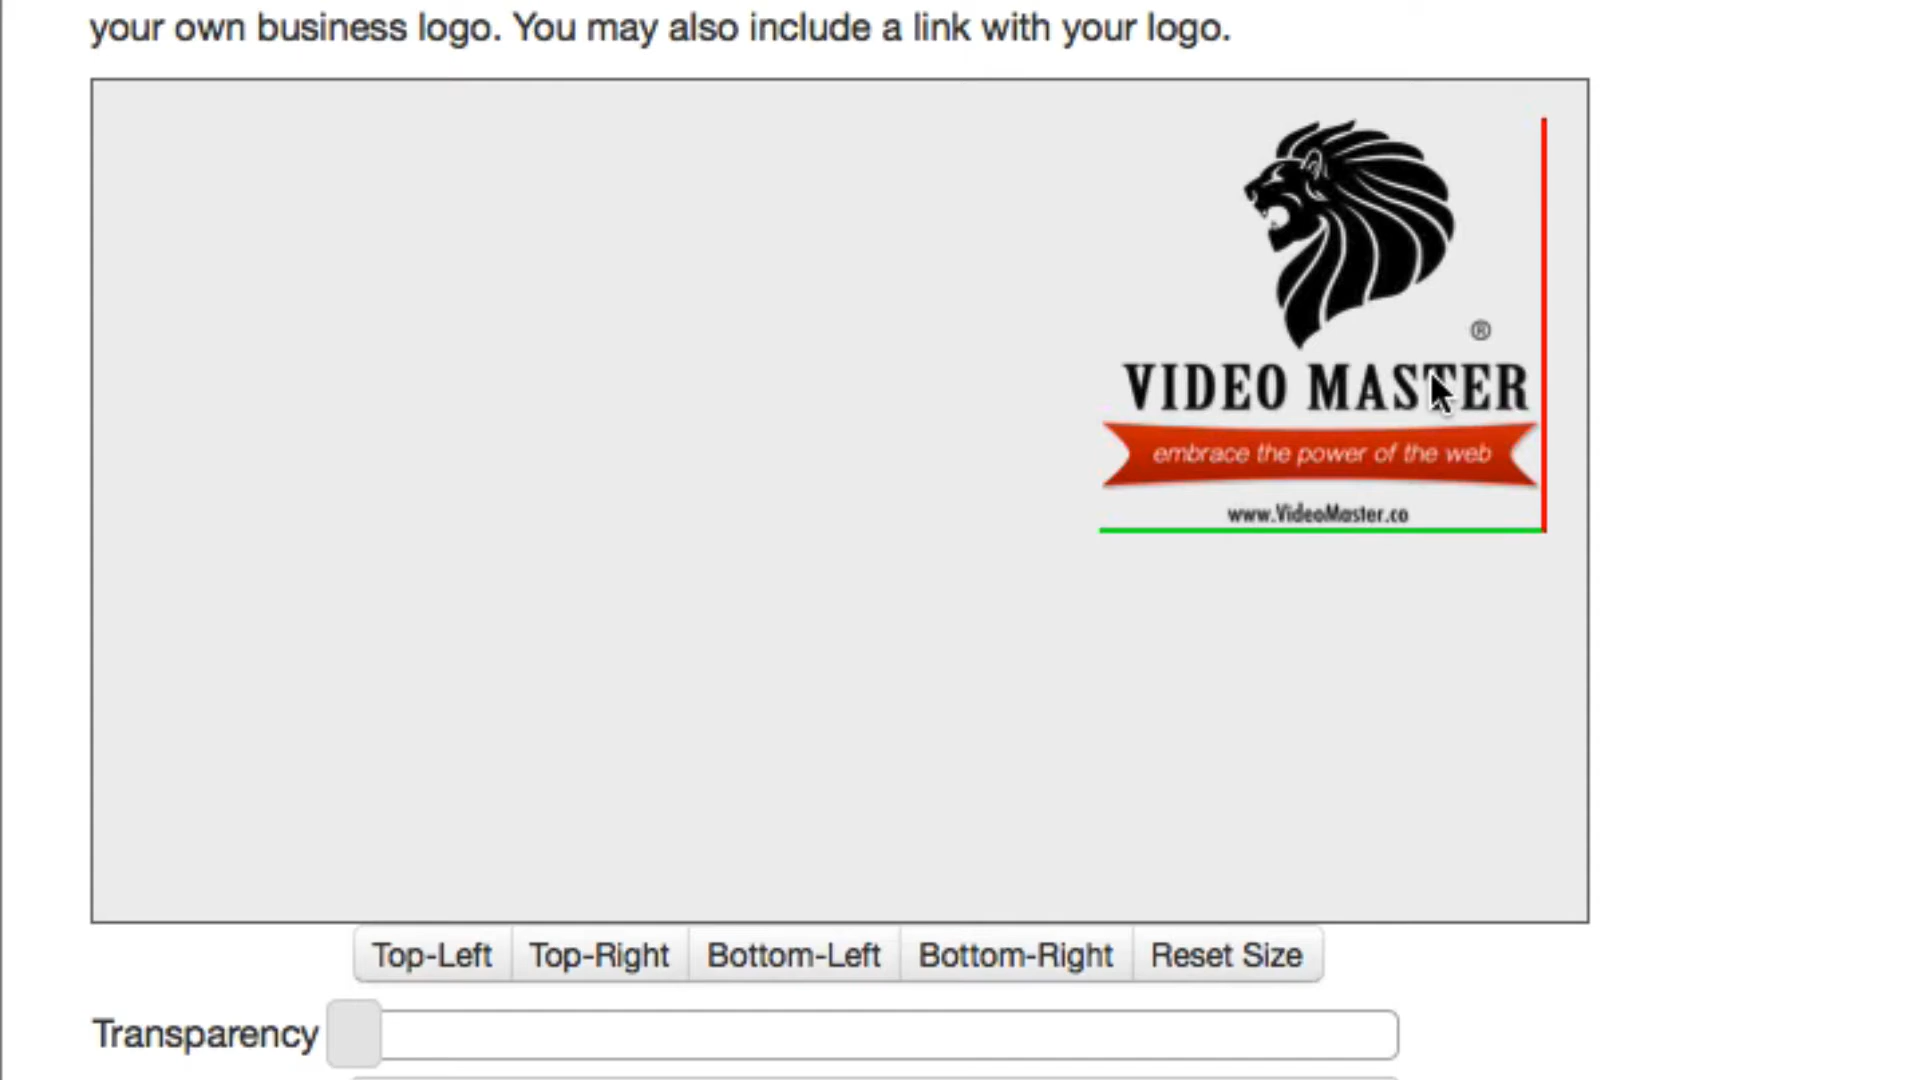 your own business logo. You may also include a link with your logo.
®
VIDEO MASTER
embrace the power of the web
www.VideoMaster.co
Top-Left Top-Right Bottom-Left Bottom-Right Reset Size
Transparency